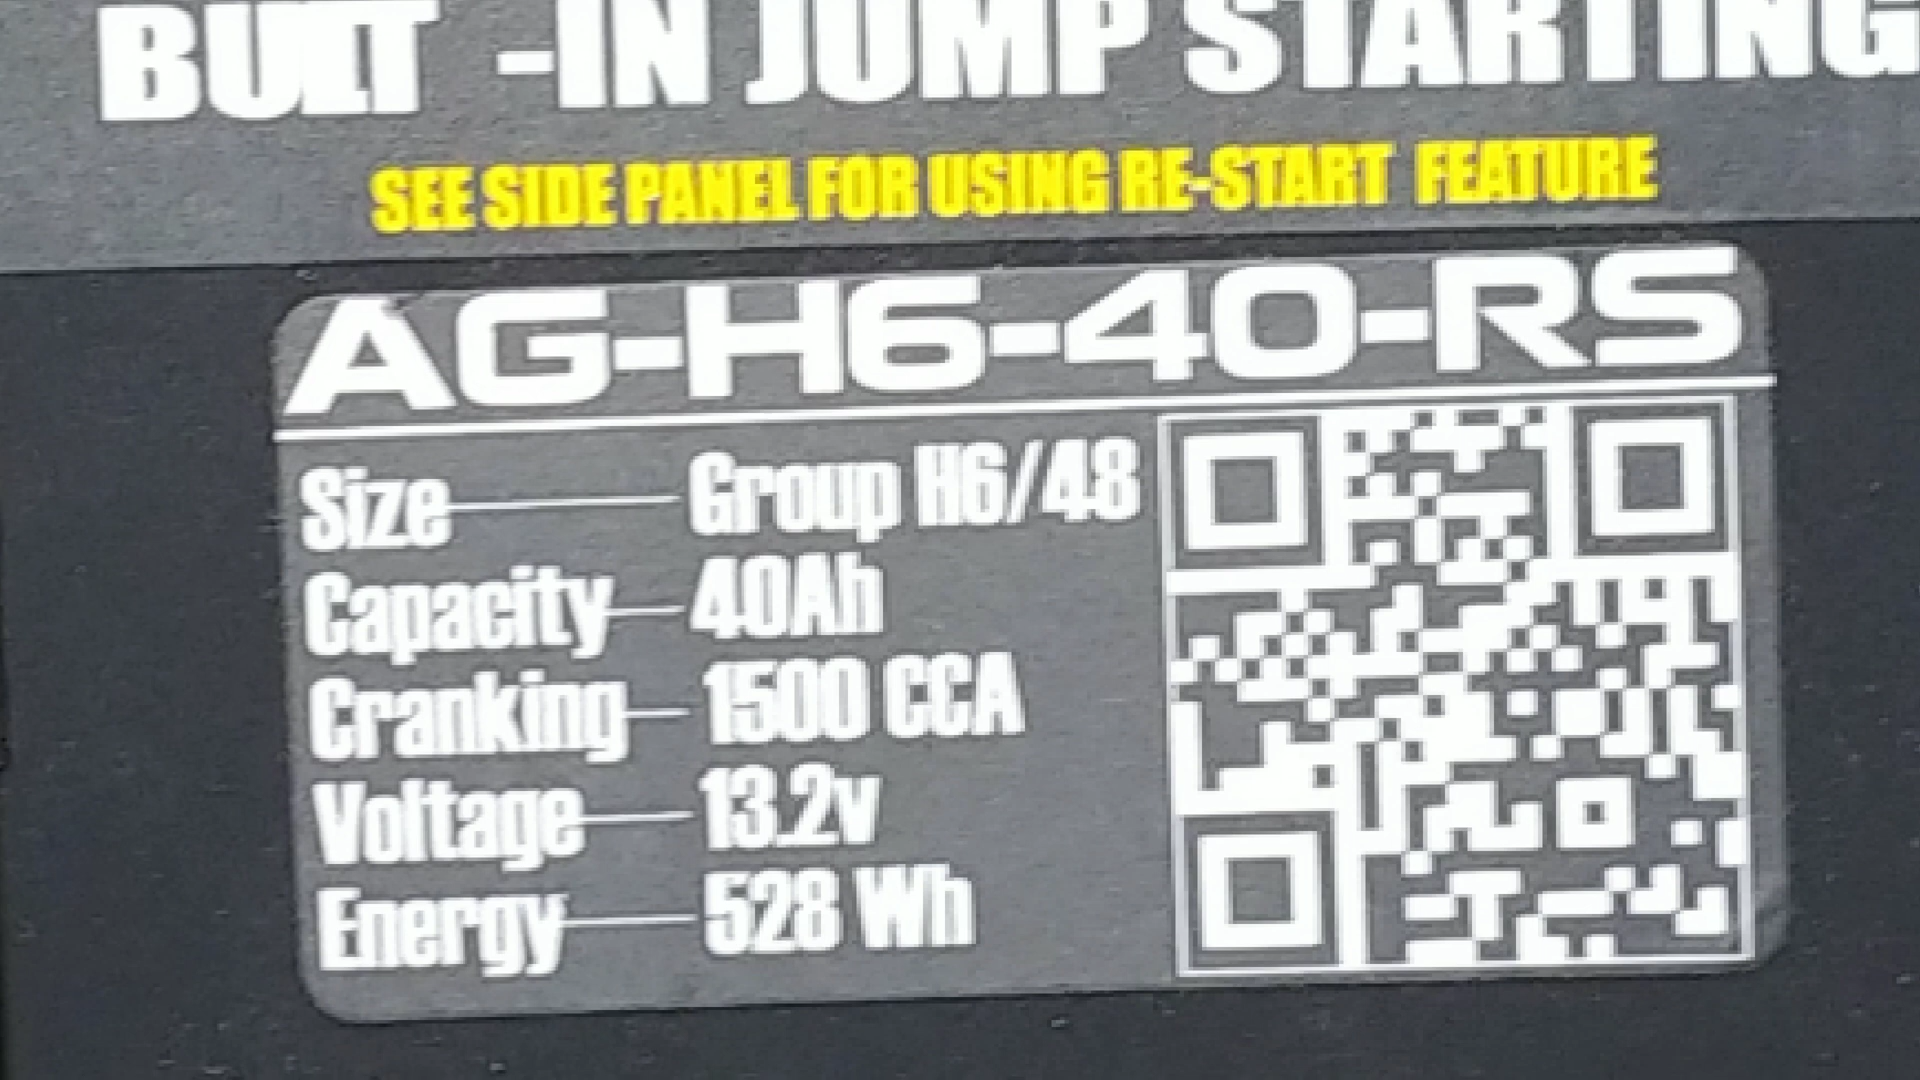 BUILT -IN JUMP STARTING
SEE SIDE PANEL FOR USING RE-START FEATURE
AG-H6-40-RS
Size Group H6/48
Capacity 40Ah
Cranking 1500 CCA
Voltage 13.2v
Energy 528 Wh